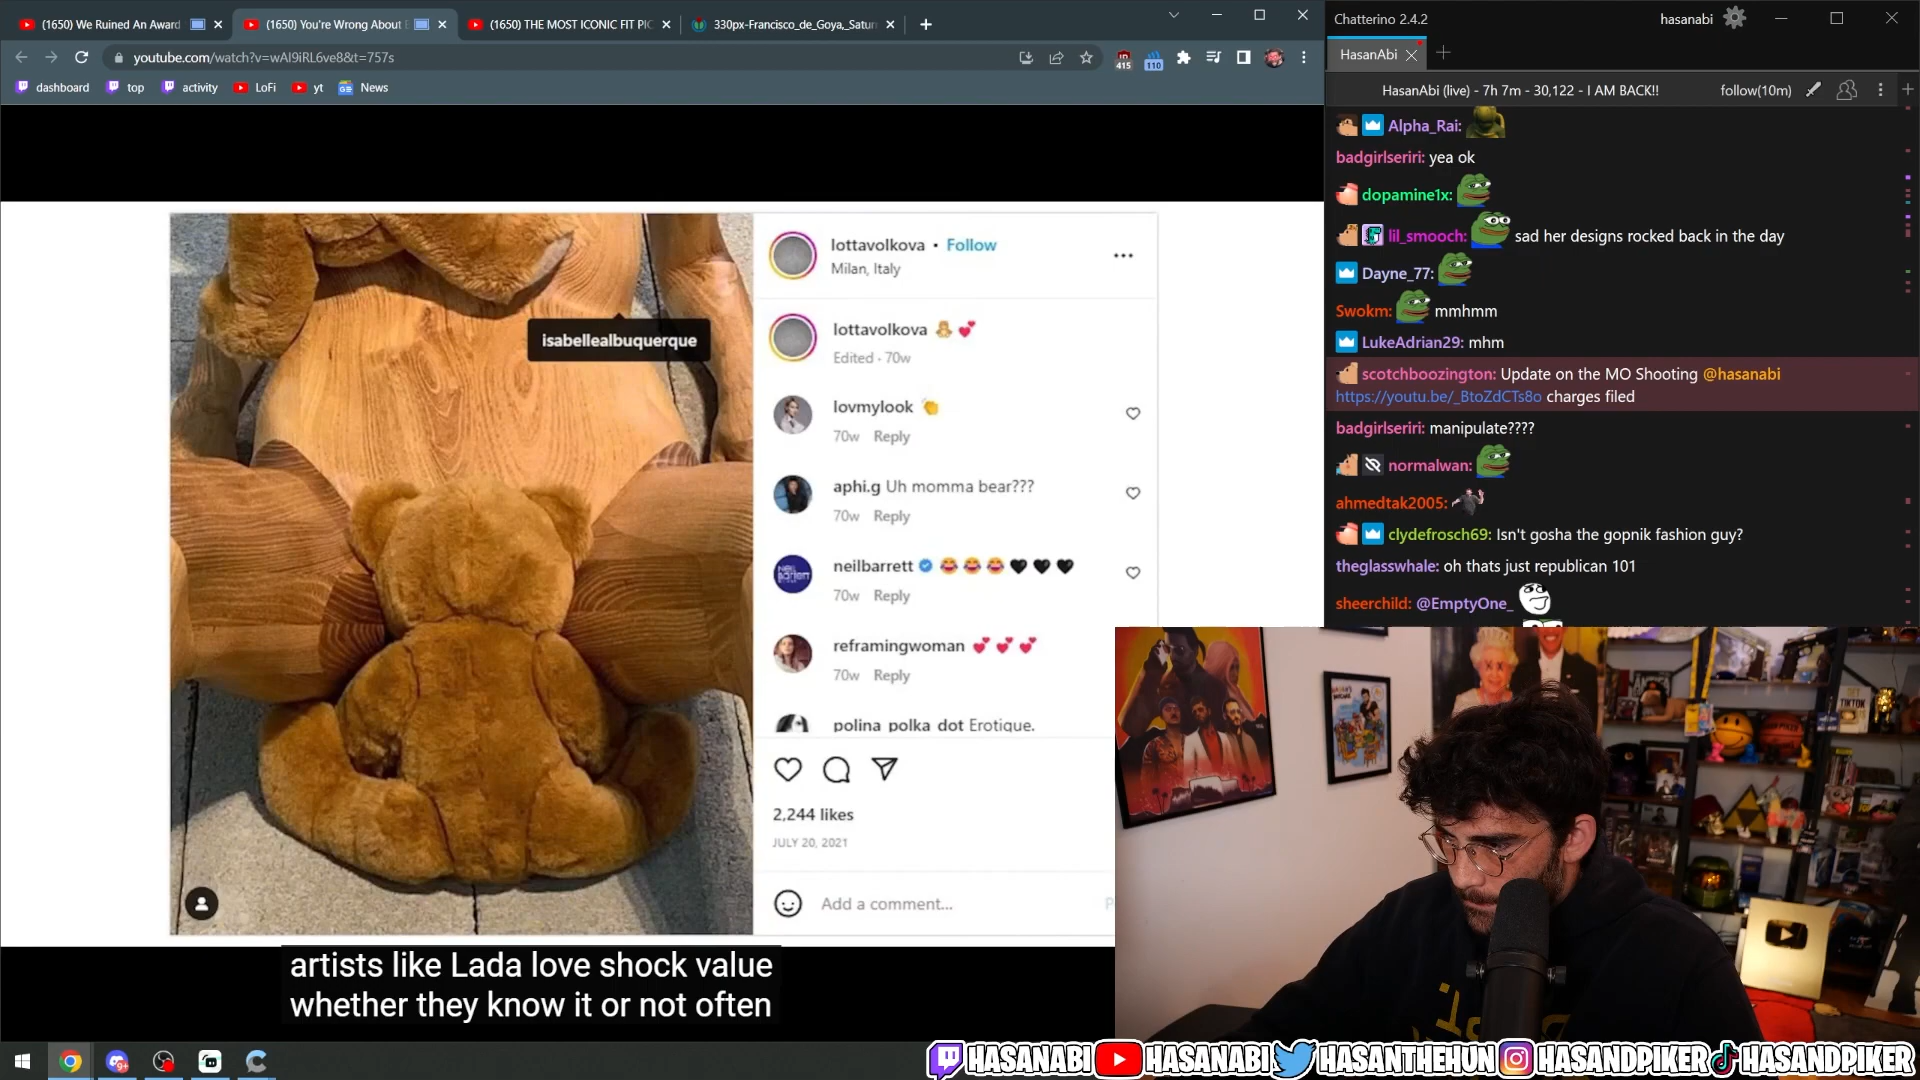 (1650) We Ruined An Award
(1650) You're Wrong About
(1650) THE MOST ICONIC FIT PIC
330px-Francisco_de_Goya,_Satur
youtube.com/watch?v=wAl9iRL6ve8&t=757s
415
110
dashboard
top
activity
LoFi
yt
News
lottavolkova • Follow
Milan, Italy
isabellealbuquerque
lottavolkova
Edited · 70w
lovmylook
70w Reply
aphi.g Uh momma bear???
70w Reply
neilbarrett
70w Reply
reframingwoman
70w Reply
polina_polka_dot Erotique.
2,244 likes
JULY 20, 2021
Add a comment...
artists like Lada love shock value
whether they know it or not often
Chatterino 2.4.2
hasanabi
HasanAbi
HasanAbi (live) - 7h 7m - 30,122 - I AM BACK!!
follow(10m)
Alpha_Rai:
badgirlseriri: yea ok
dopamine1x:
lil_smooch: sad her designs rocked back in the day
Dayne_77:
Swokm: mmhmm
LukeAdrian29: mhm
scotchboozington: Update on the MO Shooting @hasanabi
https://youtu.be/_BtoZdCTs8o charges filed
badgirlseriri: manipulate????
normalwan:
ahmedtak2005:
clydefrosch69: Isn't gosha the gopnik fashion guy?
theglasswhale: oh thats just republican 101
sheerchild: @EmptyOne_
HASANABI
HASANABI
HASANTHEHUN
HASANDPIKER
HASANDPIKER